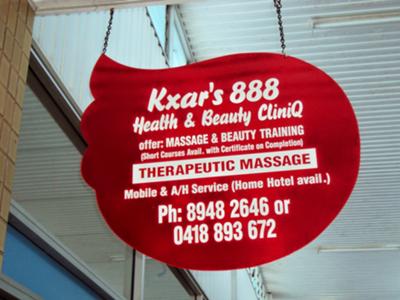 Kxar's 888
Health & Beauty CliniQ
offer: MASSAGE & BEAUTY TRAINING
(Short Courses Avail. with Certificate on Completion)
THERAPEUTIC MASSAGE
Mobile & A/H Service (Home Hotel avail.)
Ph: 8948 2646 or
0418 893 672